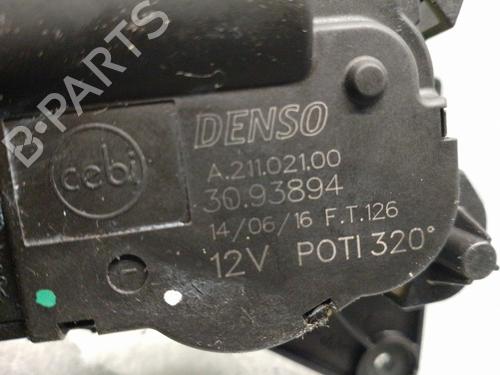 B-PARTS
cebi
DENSO
A.211.021.00
30.93894
14/06/16 F.T.126
12V POTI 320°